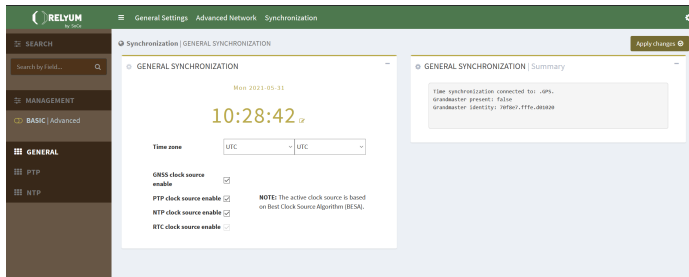 RELYUM
by SoCe
General Settings Advanced Network Synchronization
SEARCH
Search by Field...
MANAGEMENT
BASIC | Advanced
GENERAL
PTP
NTP
Synchronization | GENERAL SYNCHRONIZATION
Apply changes
GENERAL SYNCHRONIZATION
Mon 2021-05-31
10:28:42
Time zone UTC UTC
GNSS clock source
enable
PTP clock source enable
NTP clock source enable
RTC clock source enable
NOTE: The active clock source is based
on Best Clock Source Algorithm (BESA).
GENERAL SYNCHRONIZATION | Summary
Time synchronization connected to: .GPS.
Grandmaster present: false
Grandmaster identity: 70f8e7.fffe.d01020